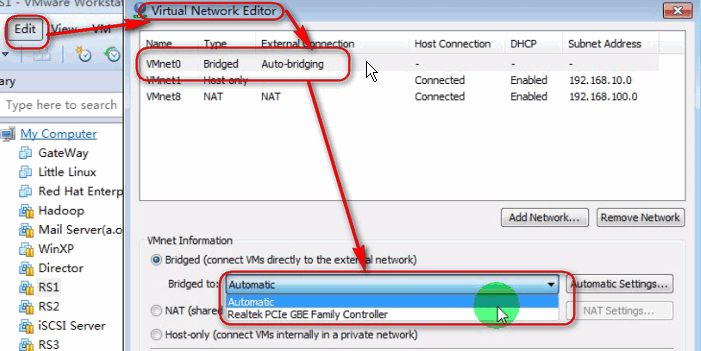 RS1 - VMware Worksta
Edit View VM
Virtual Network Editor
ary
Type here to search
My Computer
GateWay
Little Linux
Red Hat Enterp
Hadoop
Mail Server(a.o
WinXP
Director
RS1
RS2
iSCSI Server
RS3
Name Type External Connection Host Connection DHCP Subnet Address
VMnet0 Bridged Auto-bridging - - -
VMnet1 Host-only - Connected Enabled 192.168.10.0
VMnet8 NAT NAT Connected Enabled 192.168.100.0
Add Network... Remove Network
VMnet Information
Bridged (connect VMs directly to the external network)
Bridged to: Automatic Automatic Settings...
Automatic
Realtek PCIe GBE Family Controller
NAT (shared NAT Settings...
Host-only (connect VMs internally in a private network)